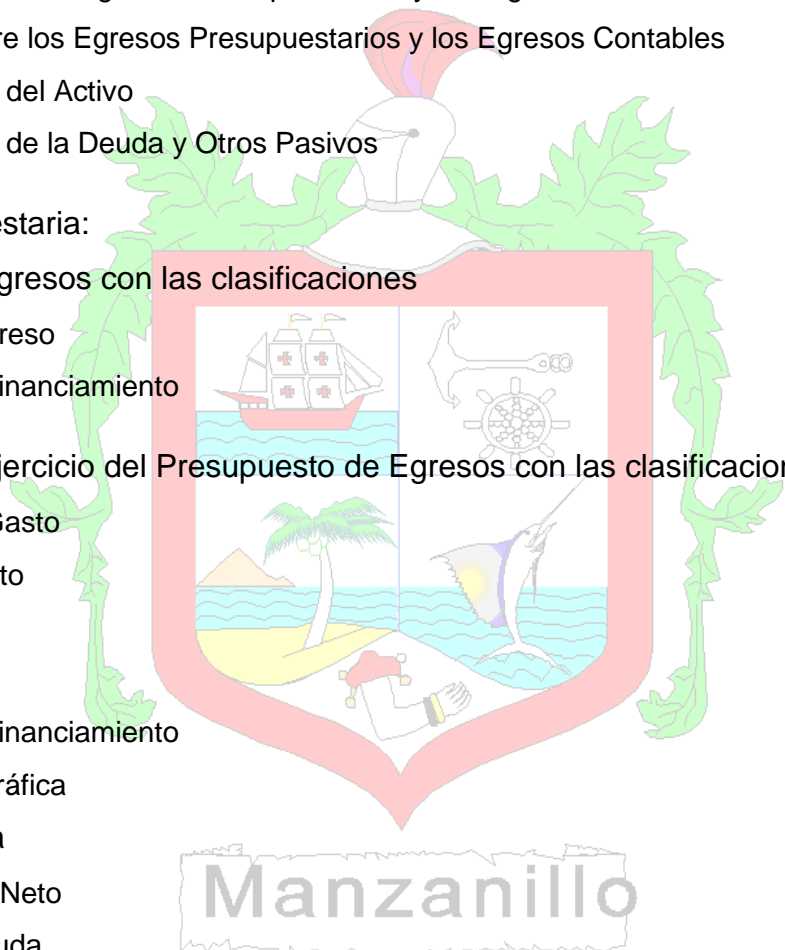 re los Egresos Presupuestarios y los Egresos Contables
del Activo
de la Deuda y Otros Pasivos
estaria:
gresos con las clasificaciones
reso
inanciamiento
jercicio del Presupuesto de Egresos con las clasificacion
Gasto
to
inanciamiento
ráfica
a
Neto
uda
Manzanillo